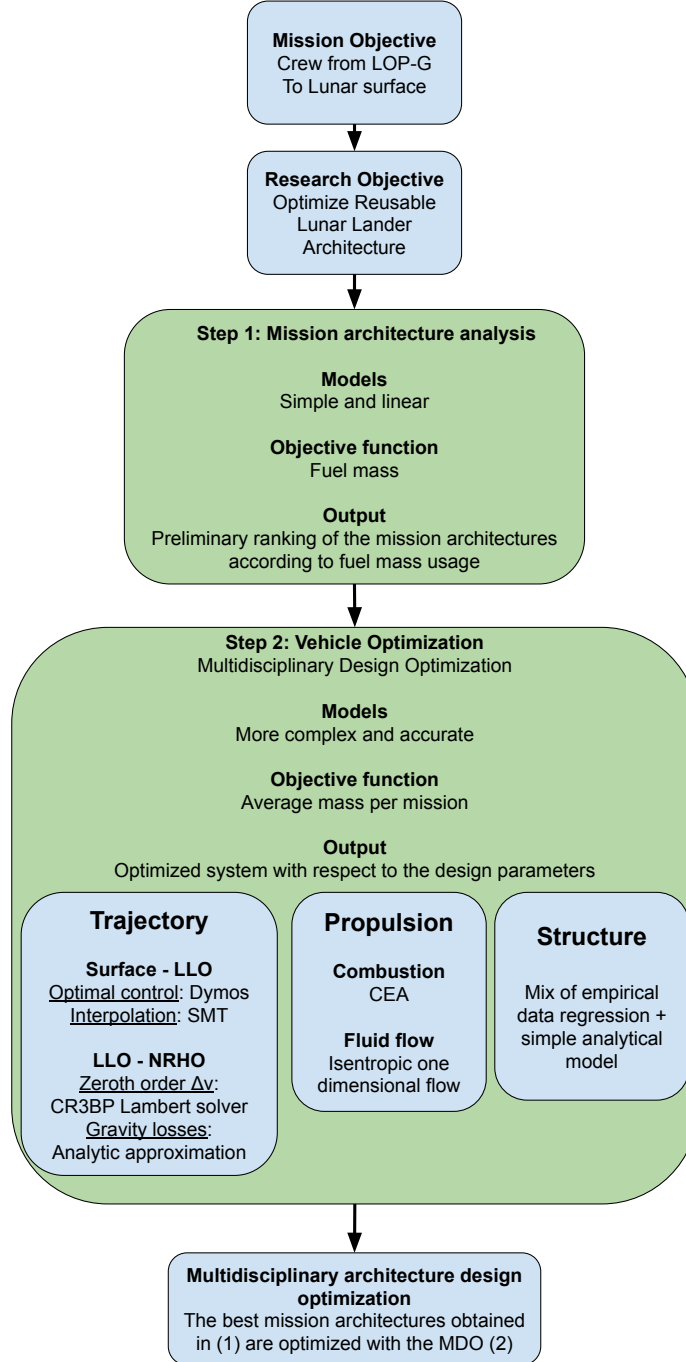 Mission Objective
Crew from LOP-G
To Lunar surface
Research Objective
Optimize Reusable
Lunar Lander
Architecture
Step 1: Mission architecture analysis
Models
Simple and linear
Objective function
Fuel mass
Output
Preliminary ranking of the mission architectures
according to fuel mass usage
Step 2: Vehicle Optimization
Multidisciplinary Design Optimization
Models
More complex and accurate
Objective function
Average mass per mission
Output
Optimized system with respect to the design parameters
Trajectory
Surface - LLO
Optimal control: Dymos
Interpolation: SMT
LLO - NRHO
Zeroth order Δv:
CR3BP Lambert solver
Gravity losses:
Analytic approximation
Propulsion
Combustion
CEA
Fluid flow
Isentropic one
dimensional flow
Structure
Mix of empirical
data regression +
simple analytical
model
Multidisciplinary architecture design
optimization
The best mission architectures obtained
in (1) are optimized with the MDO (2)